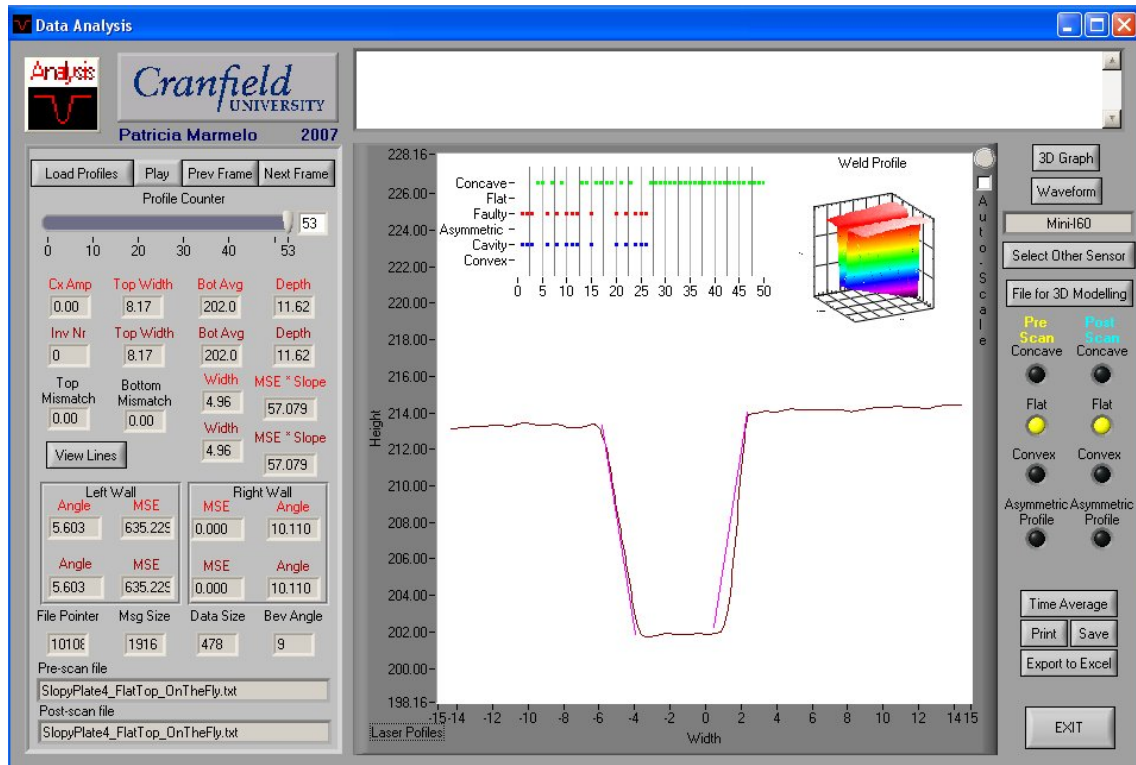 Data Analysis
Analysis
Cranfield
UNIVERSITY
Patricia Marmelo 2007
Load Profiles Play Prev Frame Next Frame
Profile Counter
53
0 10 20 30 40 53
Cx Amp Top Width Bot Avg Depth
0.00 8.17 202.0 11.62
Inv Nr Top Width Bot Avg Depth
0 8.17 202.0 11.62
Top Mismatch Bottom Mismatch Width MSE * Slope
0.00 0.00 4.96 57.079
Width MSE * Slope
4.96 57.079
View Lines
Left Wall Right Wall
Angle MSE MSE Angle
5.603 635.229 0.000 10.110
Angle MSE MSE Angle
5.603 635.229 0.000 10.110
File Pointer Msg Size Data Size Bev Angle
1916 478 9
Pre-scan file
SlopyPlate4_FlatTop_OnTheFly.txt
Post-scan file
SlopyPlate4_FlatTop_OnTheFly.txt
228.16
226.00
224.00
222.00
220.00
218.00
216.00
214.00
212.00
210.00
208.00
206.00
204.00
202.00
200.00
198.16
Height
Concave
Flat
Faulty
Asymmetric
Cavity
Convex
0 5 10 15 20 25 30 35 40 45 50
Weld Profile
-15 -14 -12 -10 -8 -6 -4 -2 0 2 4 6 8 10 12 14 15
Width
Laser Pofiles
Auto-Scale
3D Graph
Waveform
Mini-I60
Select Other Sensor
File for 3D Modelling
Pre Scan Post Scan
Concave Concave
Flat Flat
Convex Convex
Asymmetric Profile Asymmetric Profile
Time Average
Print Save
Export to Excel
EXIT